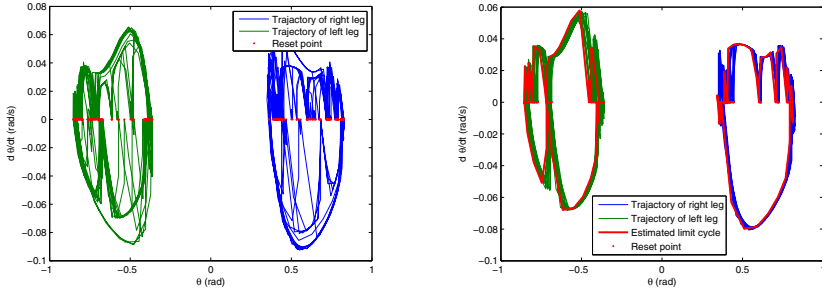 0.08
0.06
0.04
0.02
0
−0.02
−0.04
−0.06
−0.08
−0.1
−1
−0.5
0
0.5
1
d θ/dt (rad/s)
θ (rad)
Trajactory of right leg
Trajectory of left leg
Reset point
0.06
0.04
0.02
0
−0.02
−0.04
−0.06
−0.08
−0.1
−1
−0.5
0
0.5
1
d θ/dt (rad/s)
θ (rad)
Trajactory of right leg
Trajectory of left leg
Estimated limit cycle
Reset point